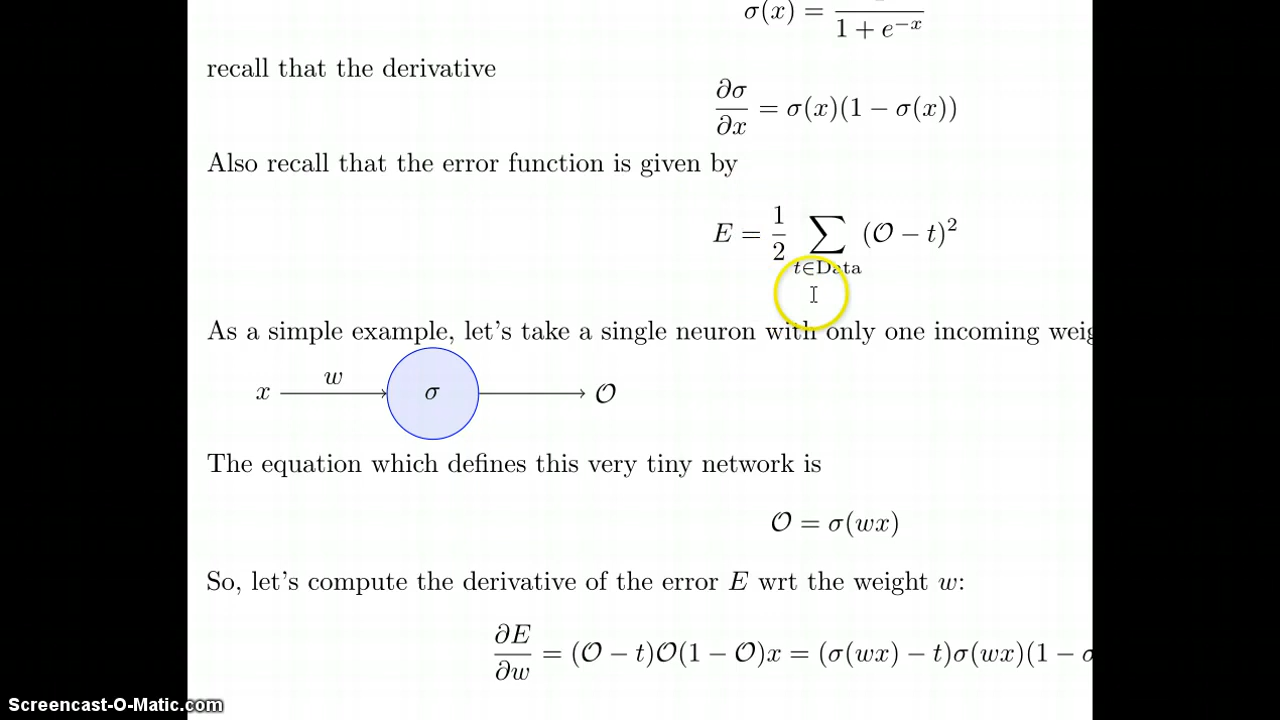 σ(x) = / 1 + e^{−x}
recall that the derivative
∂σ/∂x = σ(x)(1 − σ(x))
Also recall that the error function is given by
E = 1/2 ∑_{t∈Data} (𝒪 − t)²
As a simple example, let's take a single neuron with only one incoming
x w σ 𝒪
The equation which defines this very tiny network is
𝒪 = σ(wx)
So, let's compute the derivative of the error E wrt the weight w:
∂E/∂w = (𝒪 − t)𝒪(1 − 𝒪)x = (σ(wx) − t)σ(wx)(1 −
Screencast-O-Matic.com